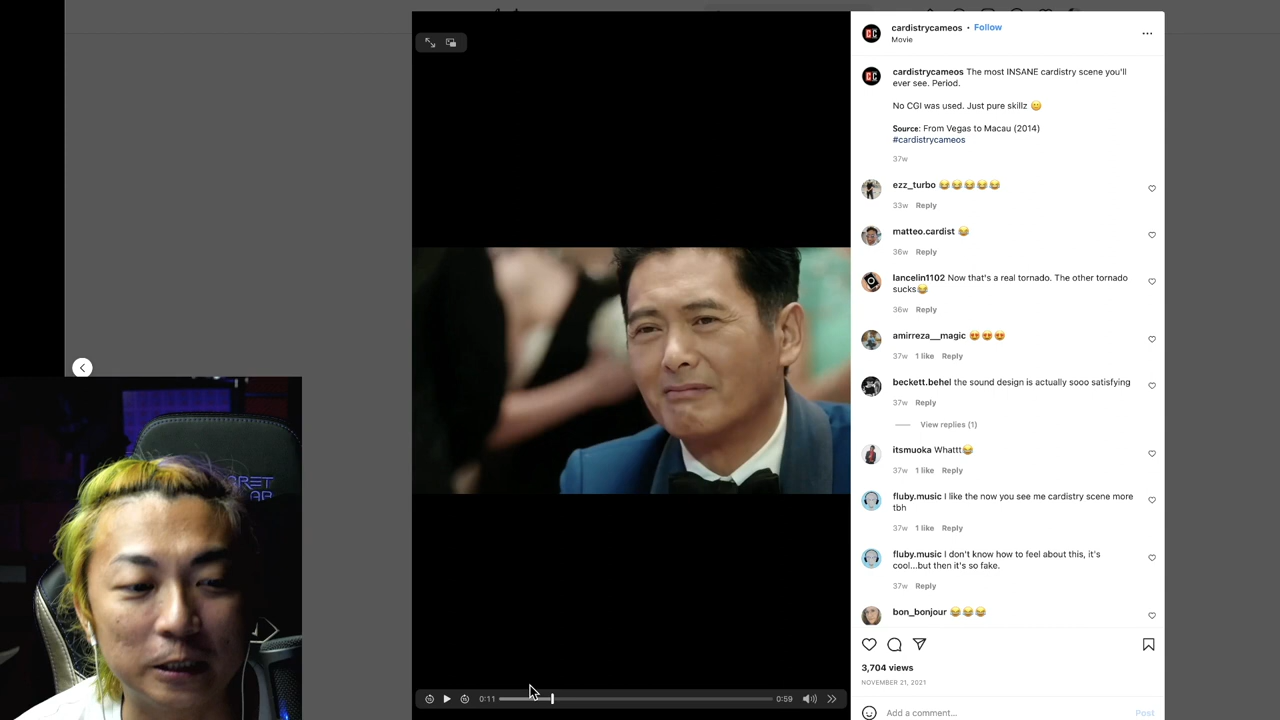 cardistrycameos • Follow
Movie
cardistrycameos The most INSANE cardistry scene you'll
ever see. Period.
No CGI was used. Just pure skillz 😉
Source: From Vegas to Macau (2014)
#cardistrycameos
37w
ezz_turbo 😂😂😂😂😂
33w Reply
matteo.cardist 😂
36w Reply
lancelin1102 Now that's a real tornado. The other tornado
sucks😂
36w Reply
amirreza__magic 😍😍😍
37w 1 like Reply
beckett.behel the sound design is actually sooo satisfying
37w Reply
View replies (1)
itsmuoka Whattt😂
37w 1 like Reply
fluby.music I like the now you see me cardistry scene more
tbh
37w 1 like Reply
fluby.music I don't know how to feel about this, it's
cool...but then it's so fake.
37w Reply
bon_bonjour 😂😂😂
3,704 views
NOVEMBER 21, 2021
Add a comment...
Post
0:11
0:59